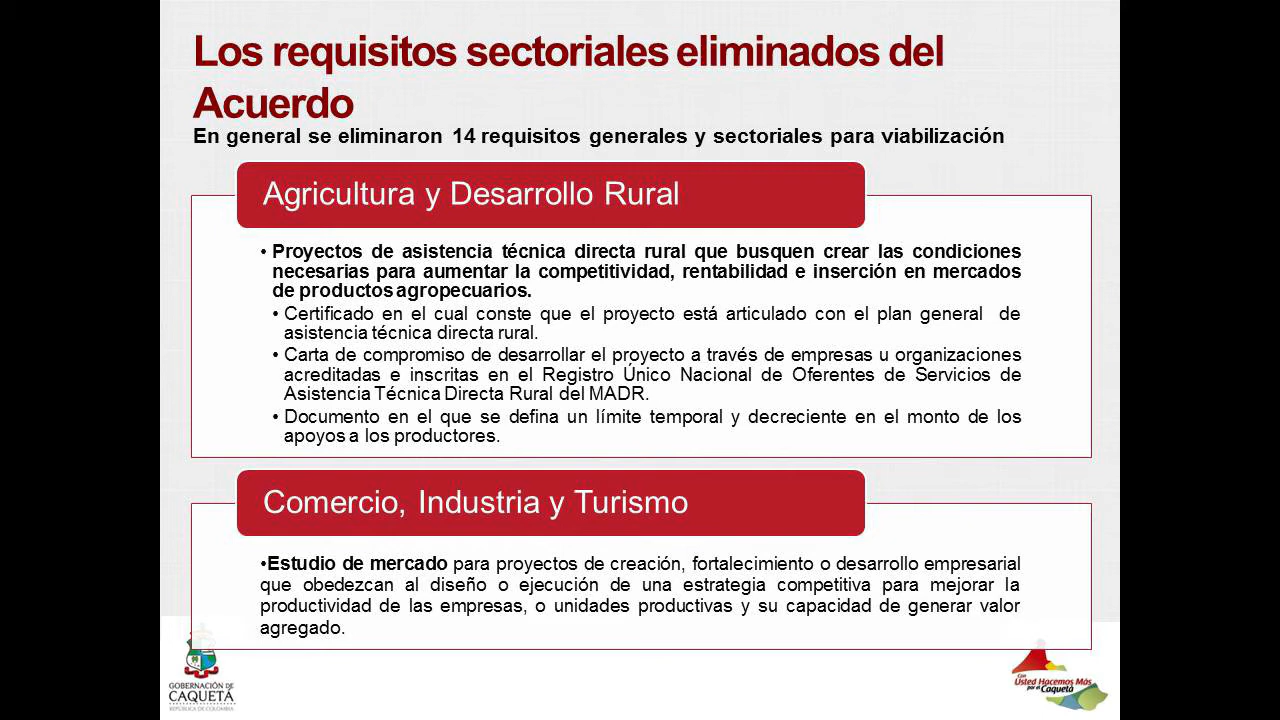 Los requisitos sectoriales eliminados del
Acuerdo
En general se eliminaron 14 requisitos generales y sectoriales para viabilización
Agricultura y Desarrollo Rural
• Proyectos de asistencia técnica directa rural que busquen crear las condiciones
necesarias para aumentar la competitividad, rentabilidad e inserción en mercados
de productos agropecuarios.
• Certificado en el cual conste que el proyecto está articulado con el plan general de
asistencia técnica directa rural.
• Carta de compromiso de desarrollar el proyecto a través de empresas u organizaciones
acreditadas e inscritas en el Registro Único Nacional de Oferentes de Servicios de
Asistencia Técnica Directa Rural del MADR.
• Documento en el que se defina un límite temporal y decreciente en el monto de los
apoyos a los productores.
Comercio, Industria y Turismo
•Estudio de mercado para proyectos de creación, fortalecimiento o desarrollo empresarial
que obedezcan al diseño o ejecución de una estrategia competitiva para mejorar la
productividad de las empresas, o unidades productivas y su capacidad de generar valor
agregado.
GOBERNACIÓN DE
CAQUETÁ
REPÚBLICA DE COLOMBIA
Con
Usted Hacemos Más
por el Caquetá